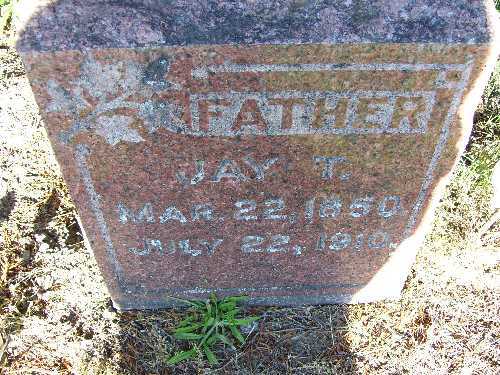 FATHER
JAY T.
MAR. 22, 1850
JULY 22, 1910.